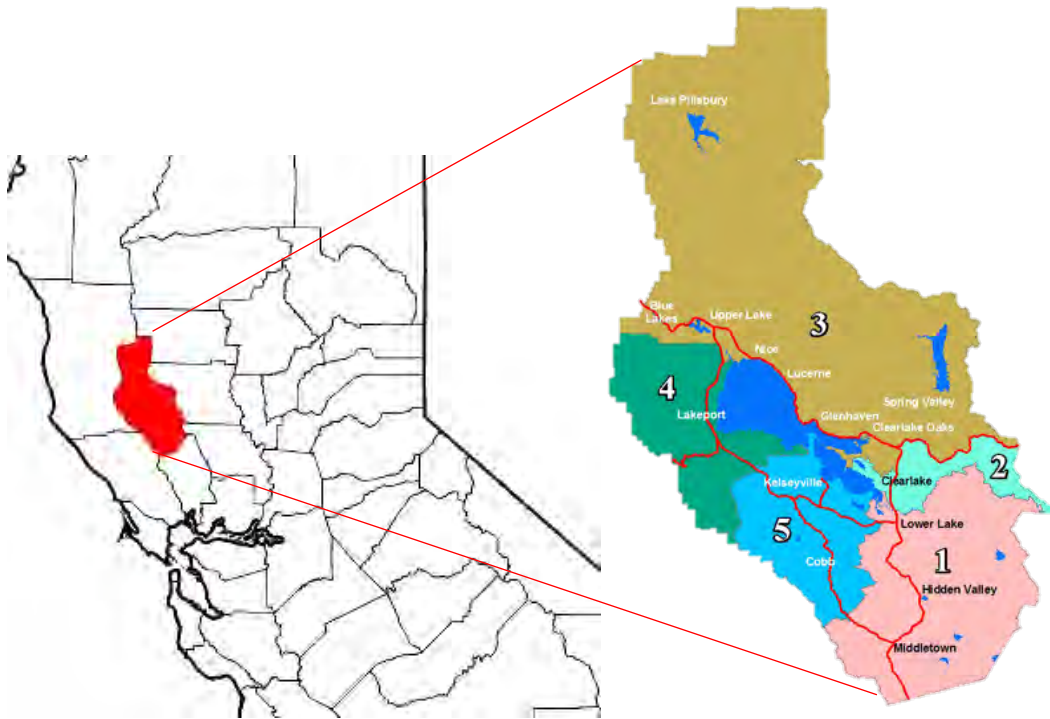 Lake Pillsbury
Blue
Lakes
Upper Lake
3
Nice
Lucerne
4
Spring Valley
Lakeport
Glenhaven
Clearlake Oaks
2
Kelseyville
Clearlake
Lower Lake
5
1
Cobb
Hidden Valley
Middletown